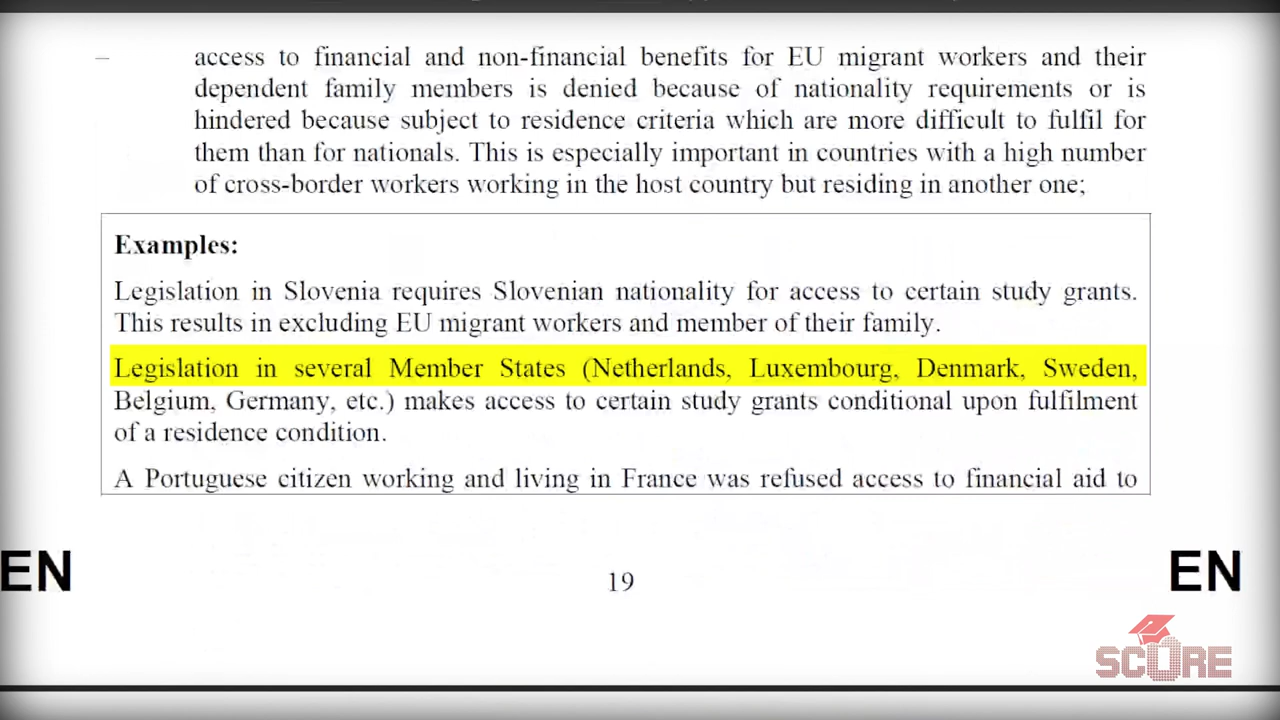 – access to financial and non-financial benefits for EU migrant workers and their
dependent family members is denied because of nationality requirements or is
hindered because subject to residence criteria which are more difficult to fulfil for
them than for nationals. This is especially important in countries with a high number
of cross-border workers working in the host country but residing in another one;
Examples:
Legislation in Slovenia requires Slovenian nationality for access to certain study grants.
This results in excluding EU migrant workers and member of their family.
Legislation in several Member States (Netherlands, Luxembourg, Denmark, Sweden,
Belgium, Germany, etc.) makes access to certain study grants conditional upon fulfilment
of a residence condition.
A Portuguese citizen working and living in France was refused access to financial aid to
EN
19
EN
SCORE